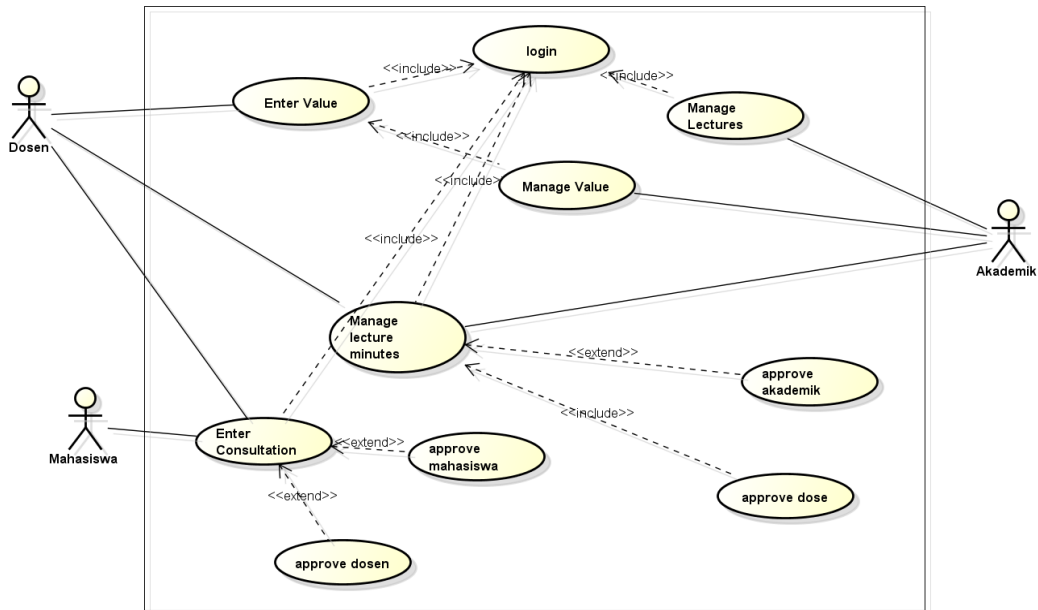 login
<<include>>
<<include>>
Enter Value
Manage
Lectures
Dosen
<<include>>
<<include>
Manage Value
<<include>>
Akademik
Manage
lecture
minutes
<<extend>>
approve
akademik
<<include>>
Mahasiswa
Enter
Consultation
<<extend>>
approve
mahasiswa
<<extend>>
approve dose
approve dosen